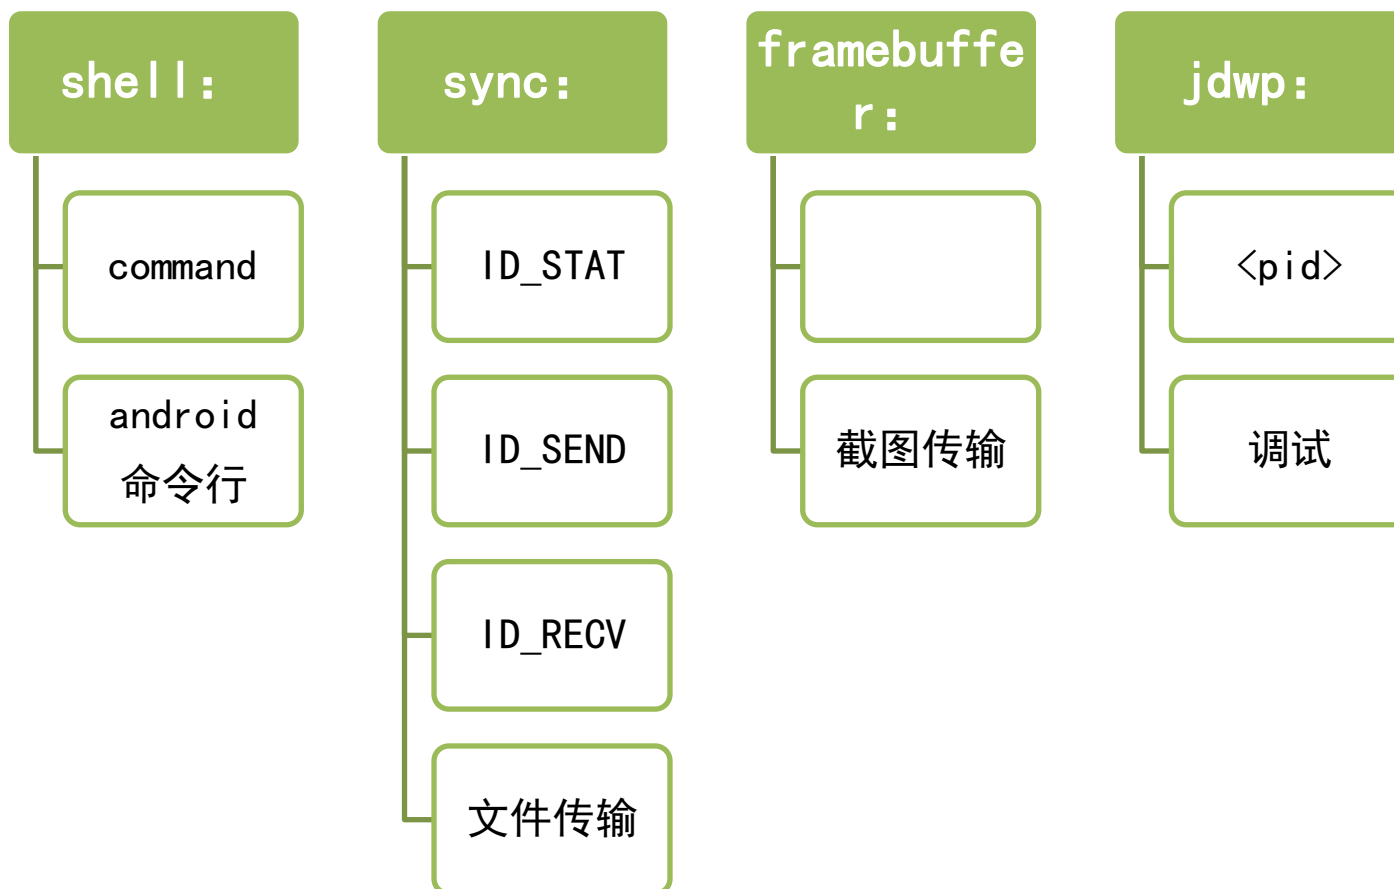 shell：
command
android
命令行
sync：
ID_STAT
ID_SEND
ID_RECV
文件传输
framebuffe
r：
截图传输
jdwp：
<pid>
调试